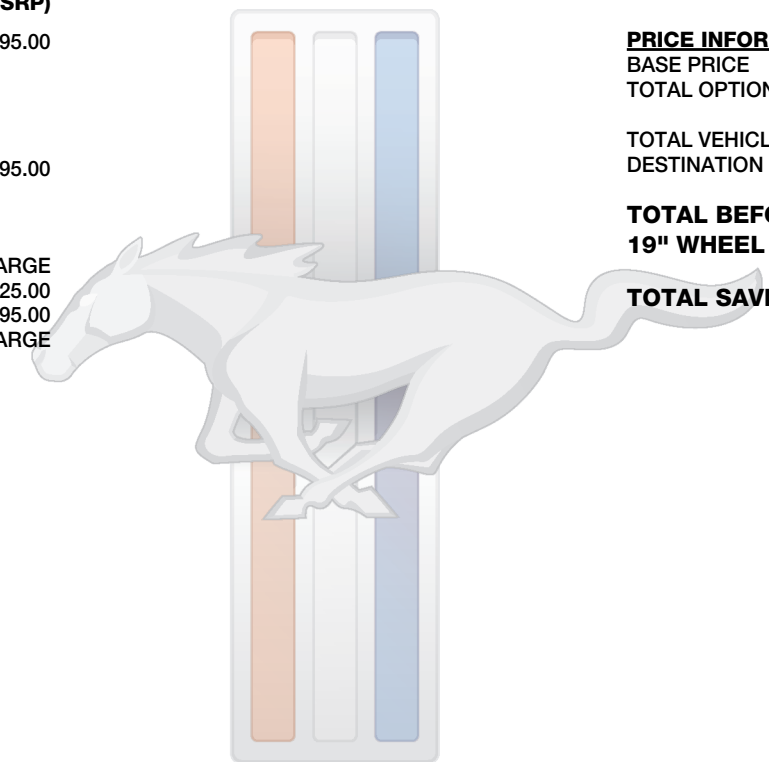 SRP)
95.00
95.00
ARGE
25.00
95.00
ARGE
PRICE INFOR
BASE PRICE
TOTAL OPTION
TOTAL VEHICL
DESTINATION
TOTAL BEFO
19" WHEEL
TOTAL SAVI